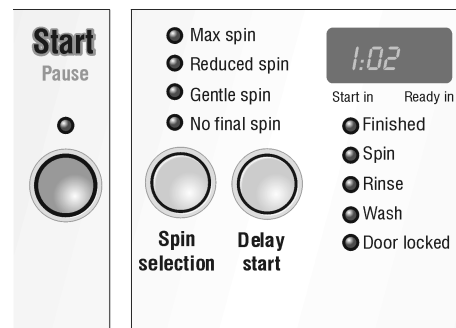 Start
Pause
Max spin
Reduced spin
Gentle spin
No final spin
Spin
selection
Delay
start
1:02
Start in Ready in
Finished
Spin
Rinse
Wash
Door locked